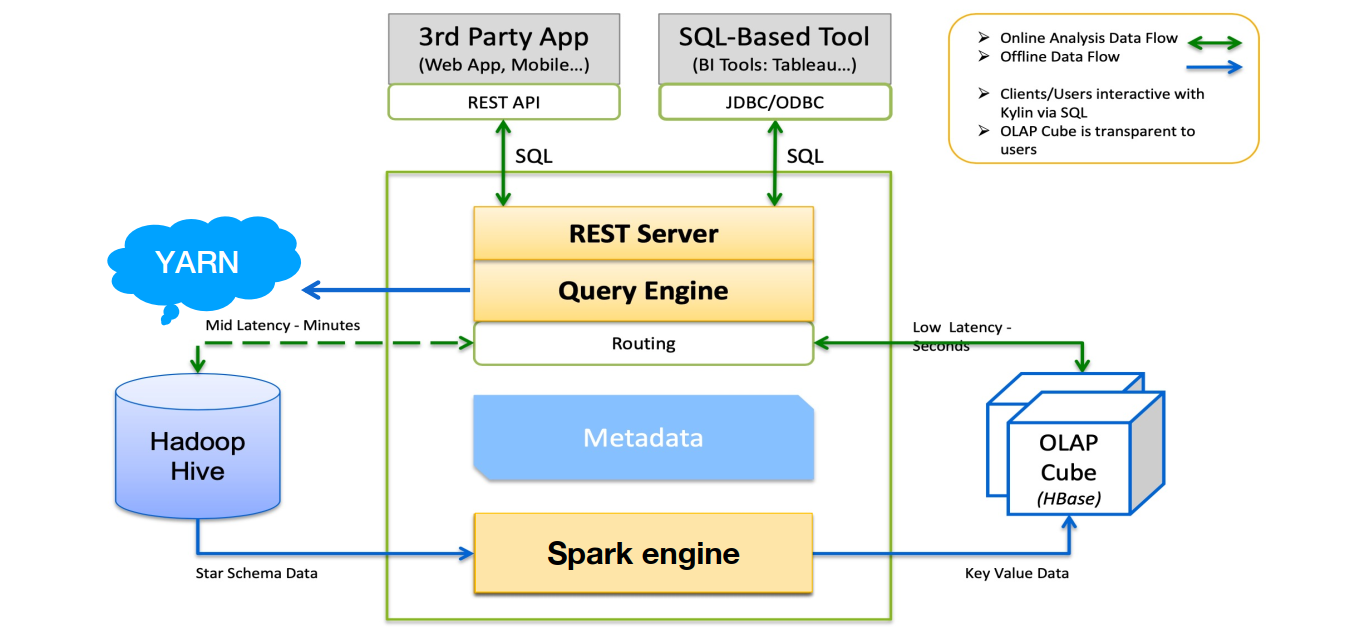 3rd Party App
(Web App, Mobile...)
REST API
SQL-Based Tool
(BI Tools: Tableau...)
JDBC/ODBC
➢ Online Analysis Data Flow
➢ Offline Data Flow
➢ Clients/Users interactive with
Kylin via SQL
➢ OLAP Cube is transparent to
users
SQL
SQL
REST Server
YARN
Query Engine
Mid Latency - Minutes
Routing
Low Latency -
Seconds
Hadoop
Hive
Metadata
OLAP
Cube
(HBase)
Spark engine
Star Schema Data
Key Value Data